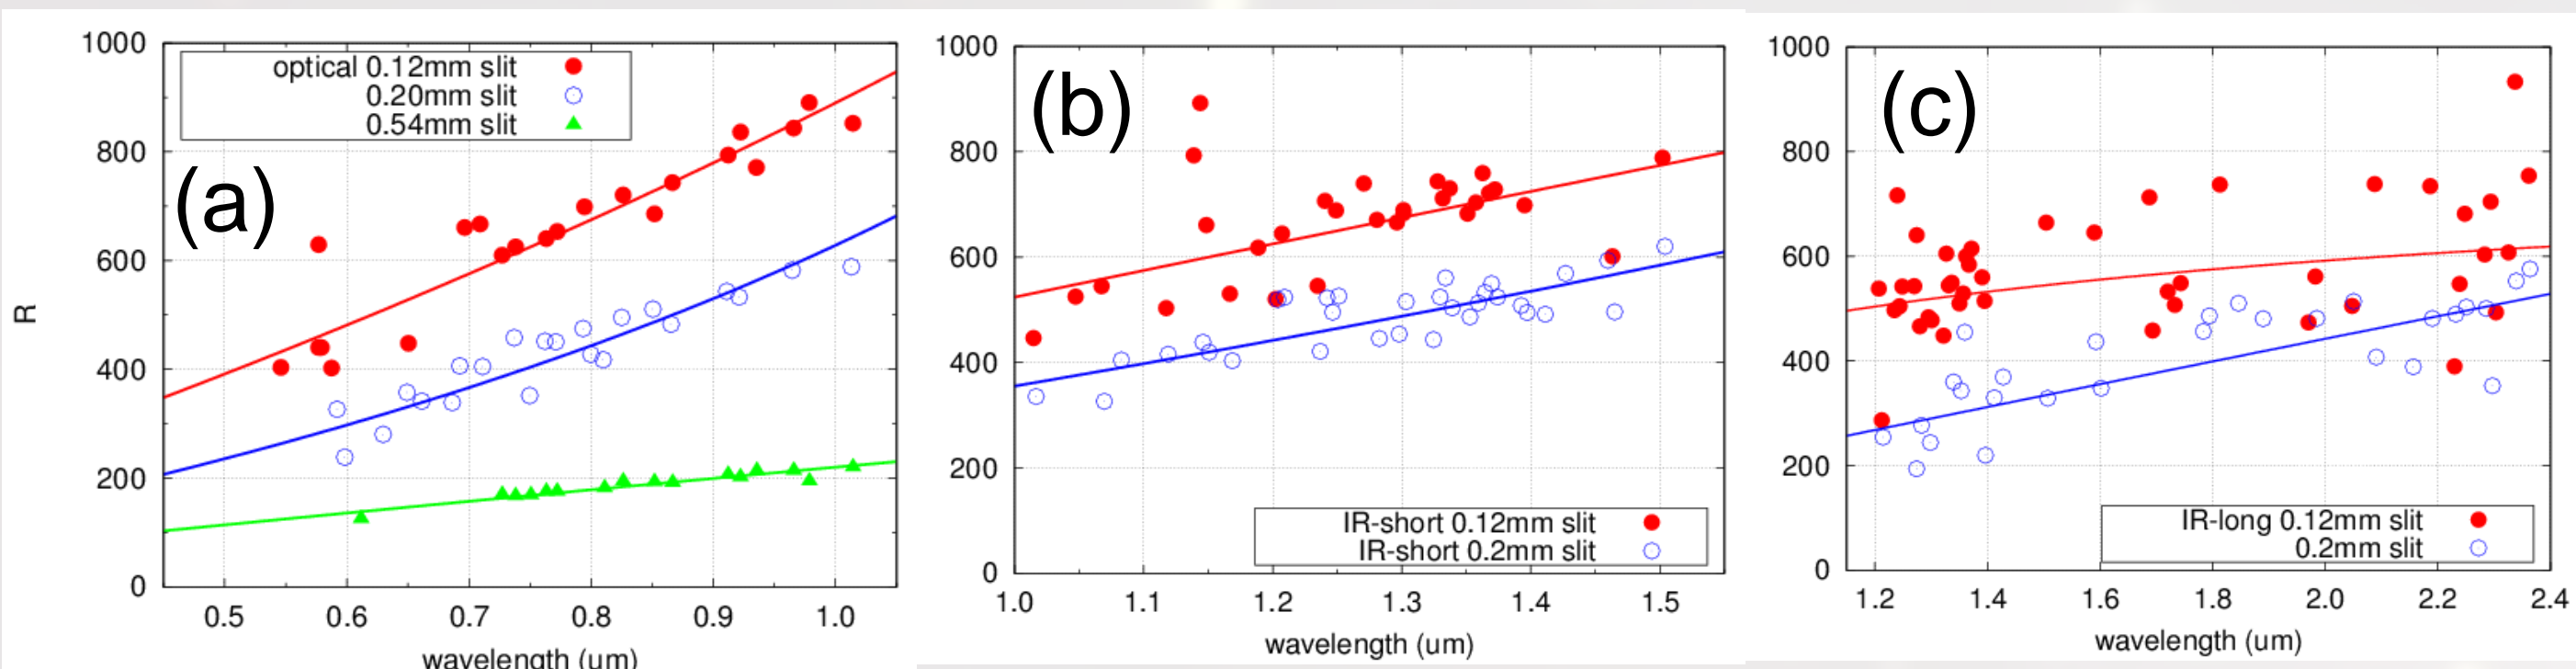 1000
800
600
400
200
0
R
optical 0.12mm slit
0.20mm slit
0.54mm slit
(a)
0.5 0.6 0.7 0.8 0.9 1.0
wavelength (um)
1000
800
600
400
200
0
(b)
IR-short 0.12mm slit
IR-short 0.2mm slit
1.0 1.1 1.2 1.3 1.4 1.5
wavelength (um)
1000
800
600
400
200
0
(c)
IR-long 0.12mm slit
0.2mm slit
1.2 1.4 1.6 1.8 2.0 2.2 2.4
wavelength (um)